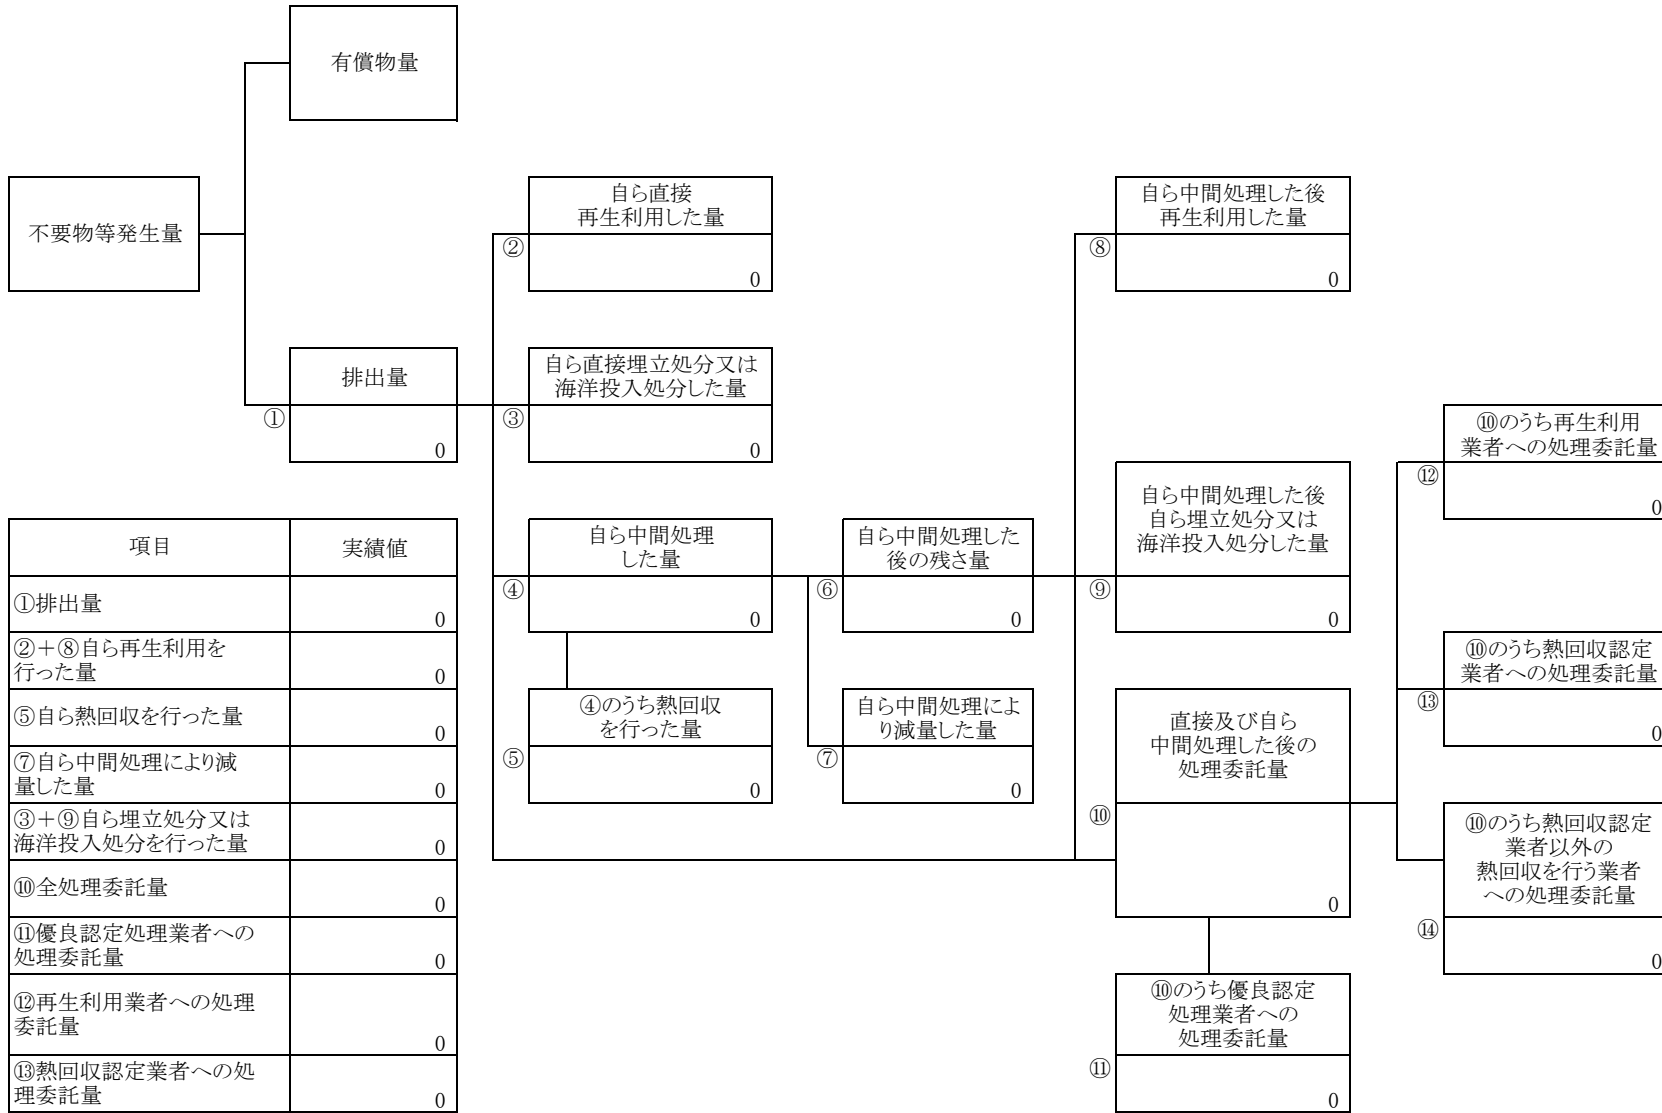 有償物量
不要物等発生量
自ら直接
再生利用した量
②
0
自ら中間処理した後
再生利用した量
⑧
0
排出量
①
0
自ら直接埋立処分又は
海洋投入処分した量
③
0
⑩のうち再生利用
業者への処理委託量
⑫
0
自ら中間処理
した量
④
0
自ら中間処理した
後の残さ量
⑥
0
自ら中間処理した後
自ら埋立処分又は
海洋投入処分した量
⑨
0
⑩のうち熱回収認定
業者への処理委託量
⑬
0
④のうち熱回収
を行った量
⑤
0
自ら中間処理によ
り減量した量
⑦
0
直接及び自ら
中間処理した後の
処理委託量
⑩
0
⑩のうち熱回収認定
業者以外の
熱回収を行う業者
への処理委託量
⑭
0
⑩のうち優良認定
処理業者への
処理委託量
⑪
0
項目 実績値
①排出量
0
②+⑧自ら再生利用を
行った量
0
⑤自ら熱回収を行った量
0
⑦自ら中間処理により減
量した量
0
③+⑨自ら埋立処分又は
海洋投入処分を行った量
0
⑩全処理委託量
0
⑪優良認定処理業者への
処理委託量
0
⑫再生利用業者への処理
委託量
0
⑬熱回収認定業者への処
理委託量
0